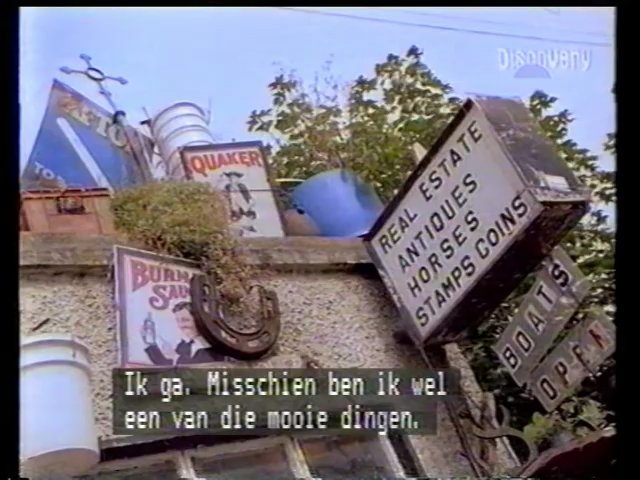 Discovery
QUAKER
REAL ESTATE
ANTIQUES
HORSES
STAMPS COINS
BOATS
OPEN
Ik ga. Misschien ben ik wel
een van die mooie dingen.